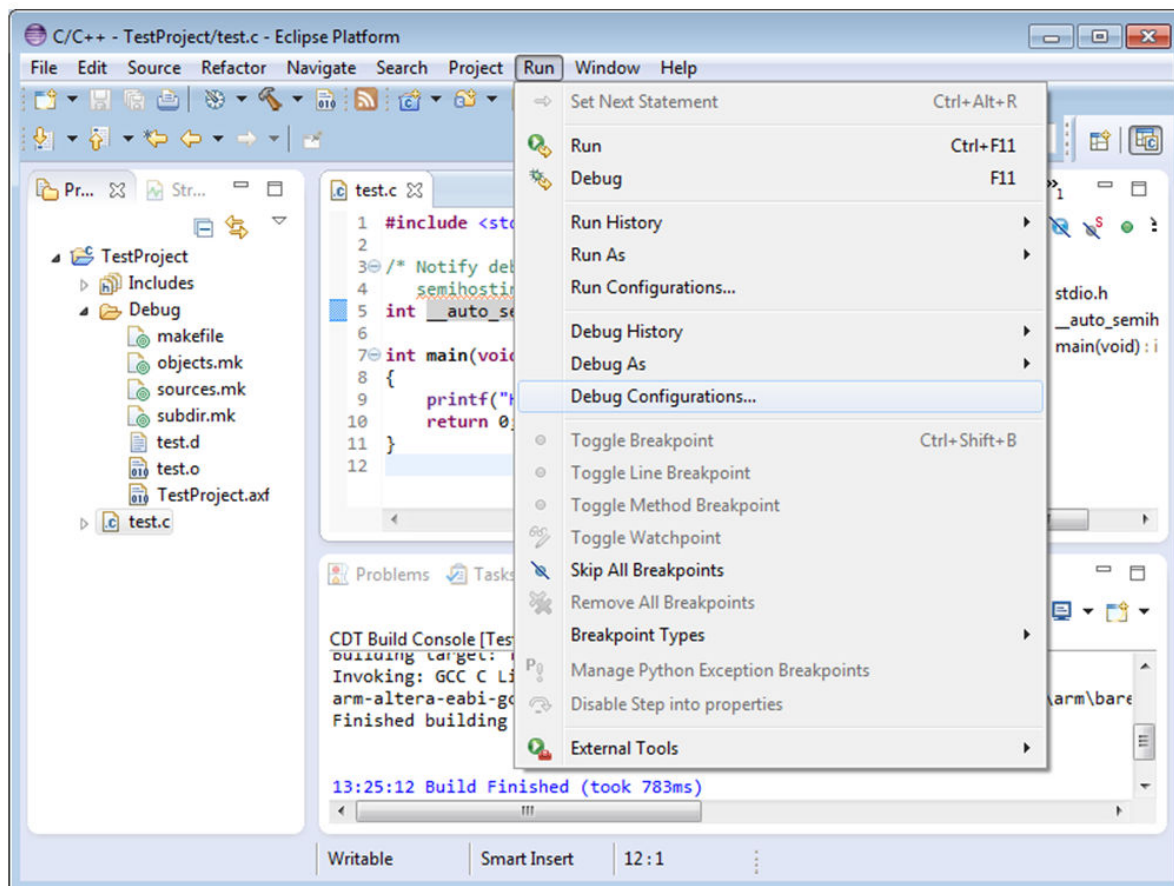 C/C++ - TestProject/test.c - Eclipse Platform
File Edit Source Refactor Navigate Search Project Run Window Help
Set Next Statement Ctrl+Alt+R
Run Ctrl+F11
Debug F11
Run History
Run As
Run Configurations...
Debug History
Debug As
Debug Configurations...
Toggle Breakpoint Ctrl+Shift+B
Toggle Line Breakpoint
Toggle Method Breakpoint
Toggle Watchpoint
Skip All Breakpoints
Remove All Breakpoints
Breakpoint Types
Manage Python Exception Breakpoints
Disable Step into properties
External Tools
Pr... Str...
TestProject
Includes
Debug
makefile
objects.mk
sources.mk
subdir.mk
test.d
test.o
TestProject.axf
test.c
test.c
1 #include <std
2
3 /* Notify deb
4 semihostin
5 int __auto_se
6
7 int main(void
8 {
9 printf("H
10 return 0;
11 }
12
»1
stdio.h
__auto_semih
main(void) : i
Problems Tasks
CDT Build Console [Tes
Building target: 
Invoking: GCC C Li
arm-altera-eabi-gc \arm\bare
Finished building
13:25:12 Build Finished (took 783ms)
Writable Smart Insert 12:1